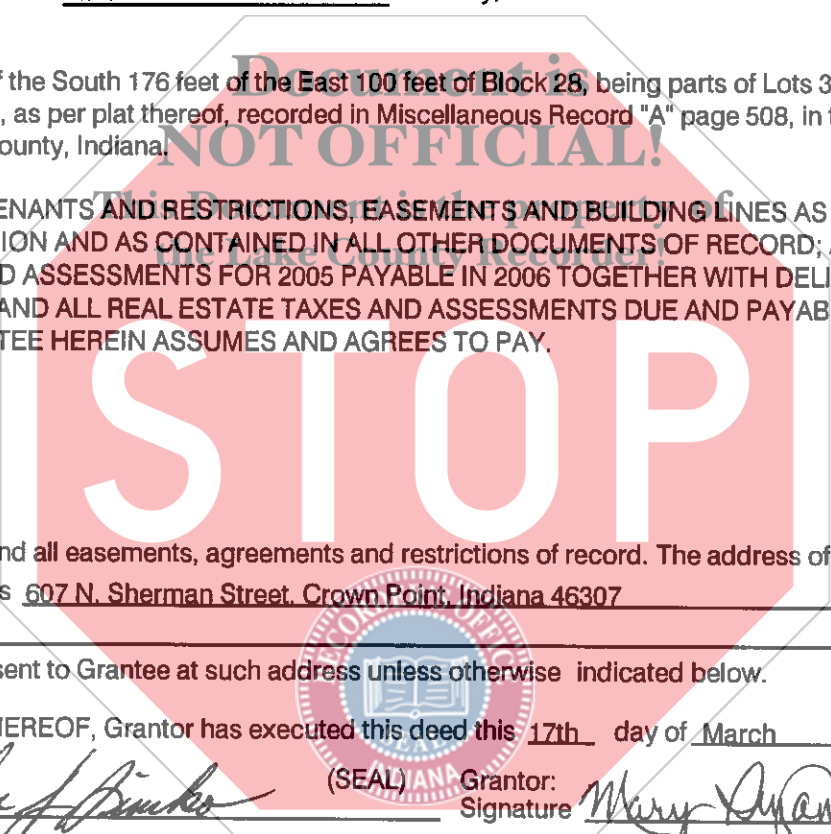 f the South 176 feet of the East 100 feet of Block 28, being parts of Lots 3
, as per plat thereof, recorded in Miscellaneous Record "A" page 508, in
ounty, Indiana.
Document is
NOT OFFICIAL!
This Document is the property of
the Lake County Recorder!
ENANTS AND RESTRICTIONS, EASEMENTS AND BUILDING LINES AS
ION AND AS CONTAINED IN ALL OTHER DOCUMENTS OF RECORD;
D ASSESSMENTS FOR 2005 PAYABLE IN 2006 TOGETHER WITH DELI
AND ALL REAL ESTATE TAXES AND ASSESSMENTS DUE AND PAYAB
TEE HEREIN ASSUMES AND AGREES TO PAY.
STOP
nd all easements, agreements and restrictions of record. The address of
s 607 N. Sherman Street, Crown Point, Indiana 46307
RECORDER'S OFFICE
SEAL
INDIANA
sent to Grantee at such address unless otherwise indicated below.
HEREOF, Grantor has executed this deed this 17th day of March
(SEAL) Grantor:
Signature Mary